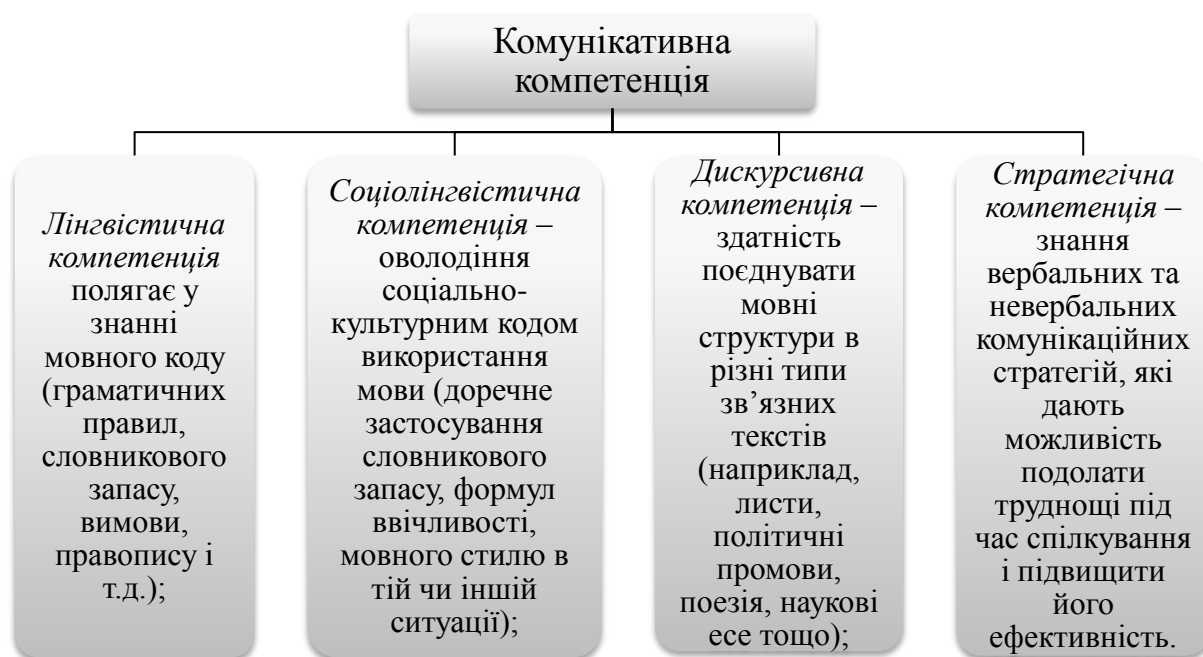 Комунікативна
компетенція
Лінгвістична
компетенція
полягає у
знанні
мовного коду
(граматичних
правил,
словникового
запасу,
вимови,
правопису і
т.д.);
Соціолінгвістична
компетенція –
оволодіння
соціально-
культурним кодом
використання
мови (доречне
застосування
словникового
запасу, формул
ввічливості,
мовного стилю в
тій чи іншій
ситуації);
Дискурсивна
компетенція –
здатність
поєднувати
мовні
структури в
різні типи
зв’язних
текстів
(наприклад,
листи,
політичні
промови,
поезія, наукові
есе тощо);
Стратегічна
компетенція –
знання
вербальних та
невербальних
комунікаційних
стратегій, які
дають
можливість
подолати
труднощі під
час спілкування
і підвищити
його
ефективність.